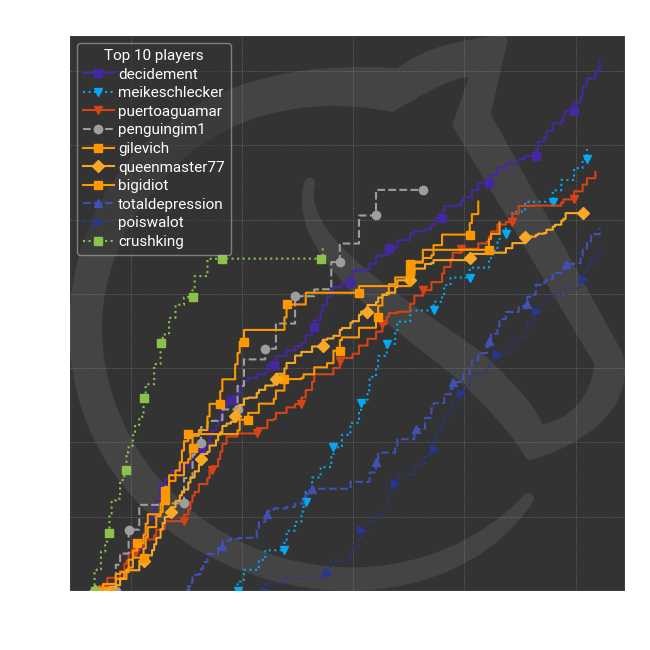 Top 10 players
decidement
meikeschlecker
puertoaguamar
penguingim1
gilevich
queenmaster77
bigidiot
totaldepression
poiswalot
crushking